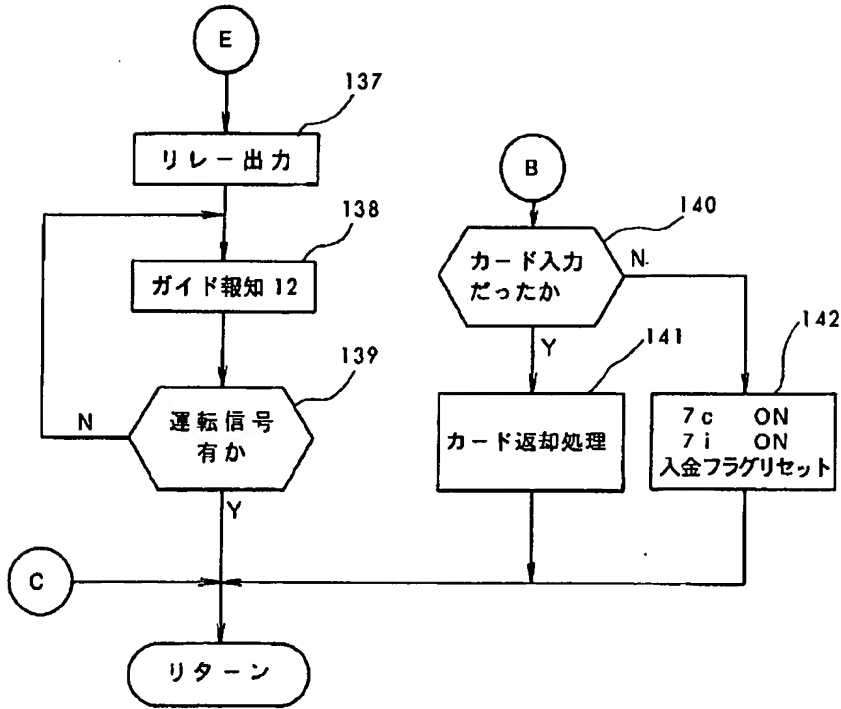 E
137
リレー出力
138
ガイド報知 12
139
運転信号
有か
N
Y
C
リターン
B
140
カード入力
だったか
N
Y
141
カード返却処理
142
7c ON
7i ON
入金フラグリセット